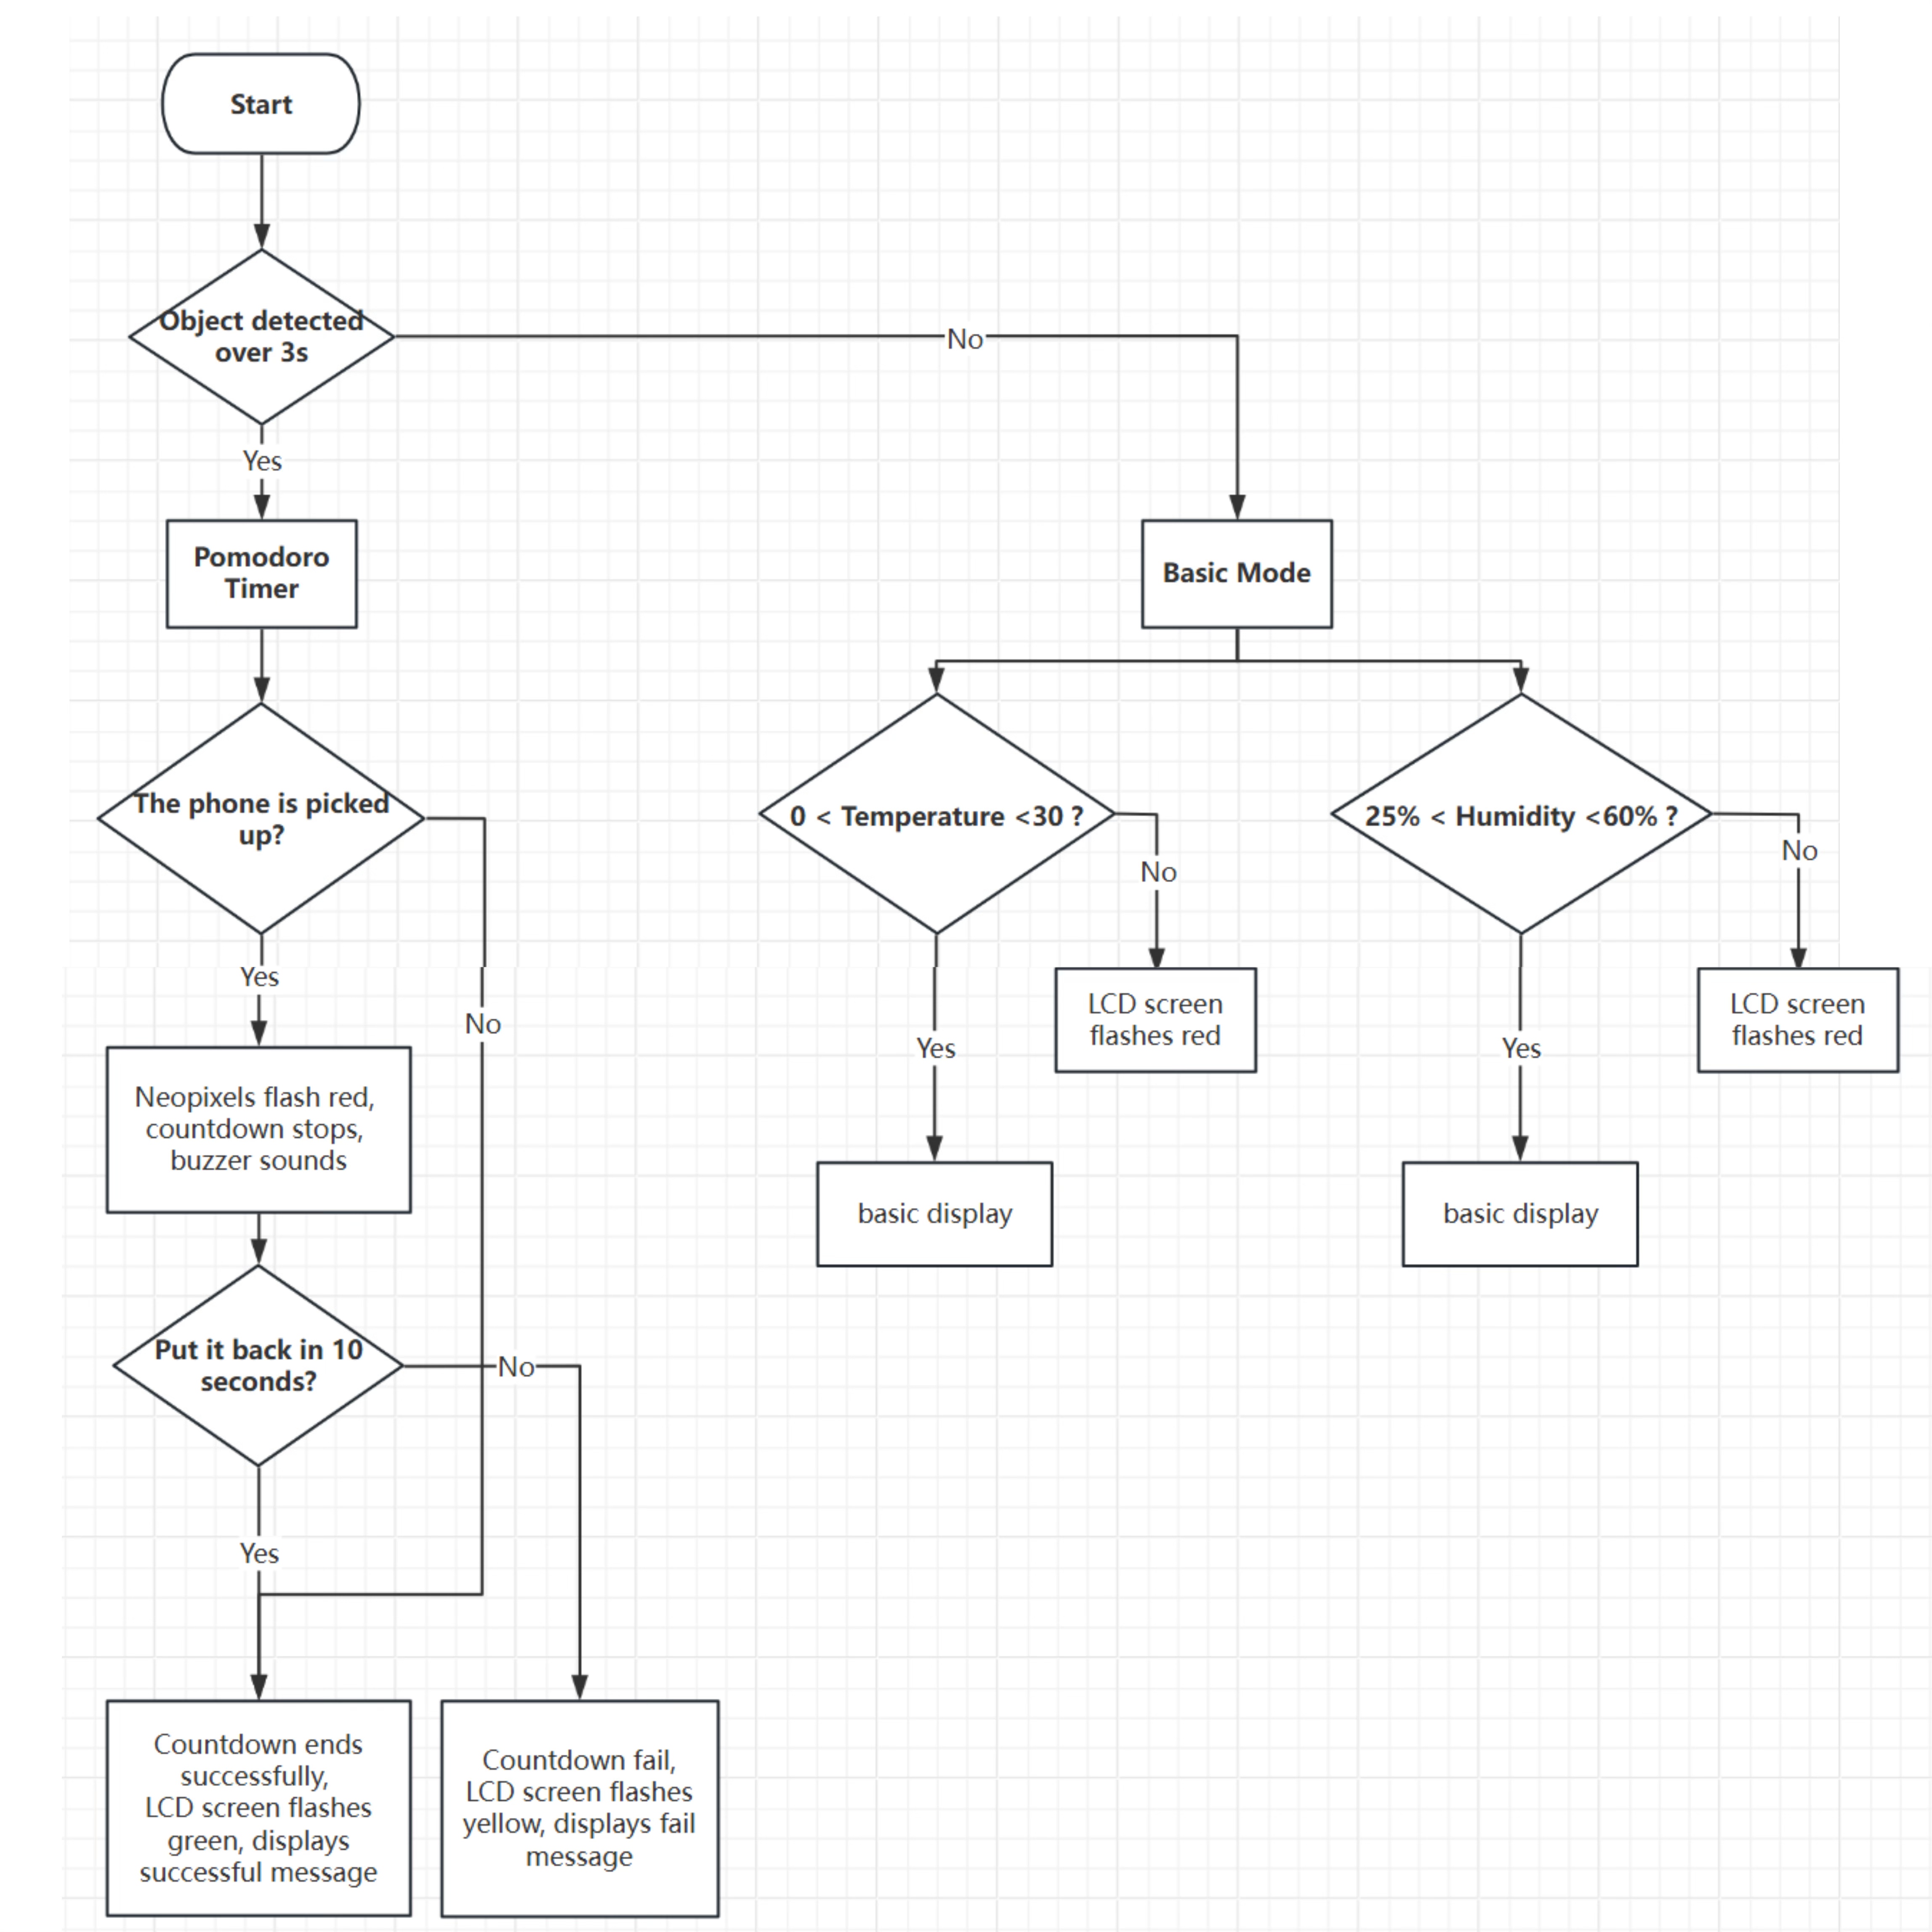 Start
Object detected
over 3s
No
Yes
Pomodoro
Timer
Basic Mode
The phone is picked
up?
0 < Temperature <30 ?
25% < Humidity <60% ?
No
No
Yes
No
LCD screen
flashes red
LCD screen
flashes red
Yes
Yes
Neopixels flash red,
countdown stops,
buzzer sounds
basic display
basic display
Put it back in 10
seconds?
No
Yes
Countdown ends
successfully,
LCD screen flashes
green, displays
successful message
Countdown fail,
LCD screen flashes
yellow, displays fail
message